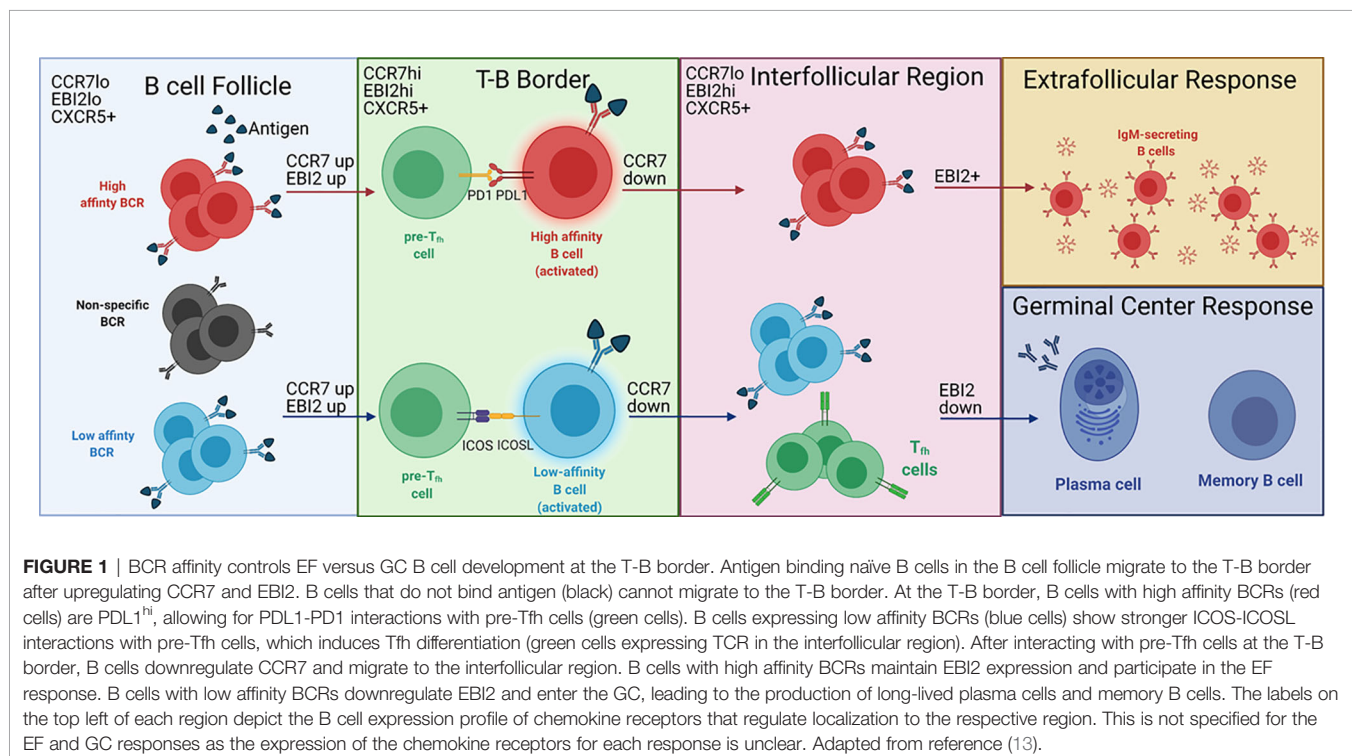 CCR7lo
EBI2lo
CXCR5+
B cell Follicle
Antigen
High
affinty BCR
Non-specific
BCR
Low affinty
BCR
CCR7 up
EBI2 up
CCR7 up
EBI2 up
CCR7hi
EBI2hi
CXCR5+
T-B Border
PD1 PDL1
pre-Tfh
cell
High affinity
B cell
(activated)
ICOS ICOSL
pre-Tfh
cell
Low-affinity
B cell
(activated)
CCR7
down
CCR7
down
CCR7lo
EBI2hi
CXCR5+
Interfollicular Region
Tfh
cells
EBI2+
EBI2
down
Extrafollicular Response
IgM-secreting
B cells
Germinal Center Response
Plasma cell
Memory B cell
FIGURE 1 | BCR affinity controls EF versus GC B cell development at the T-B border. Antigen binding naïve B cells in the B cell follicle migrate to the T-B border
after upregulating CCR7 and EBI2. B cells that do not bind antigen (black) cannot migrate to the T-B border. At the T-B border, B cells with high affinity BCRs (red
cells) are PDL1hi, allowing for PDL1-PD1 interactions with pre-Tfh cells (green cells). B cells expressing low affinity BCRs (blue cells) show stronger ICOS-ICOSL
interactions with pre-Tfh cells, which induces Tfh differentiation (green cells expressing TCR in the interfollicular region). After interacting with pre-Tfh cells at the T-B
border, B cells downregulate CCR7 and migrate to the interfollicular region. B cells with high affinity BCRs maintain EBI2 expression and participate in the EF
response. B cells with low affinity BCRs downregulate EBI2 and enter the GC, leading to the production of long-lived plasma cells and memory B cells. The labels on
the top left of each region depict the B cell expression profile of chemokine receptors that regulate localization to the respective region. This is not specified for the
EF and GC responses as the expression of the chemokine receptors for each response is unclear. Adapted from reference (13).